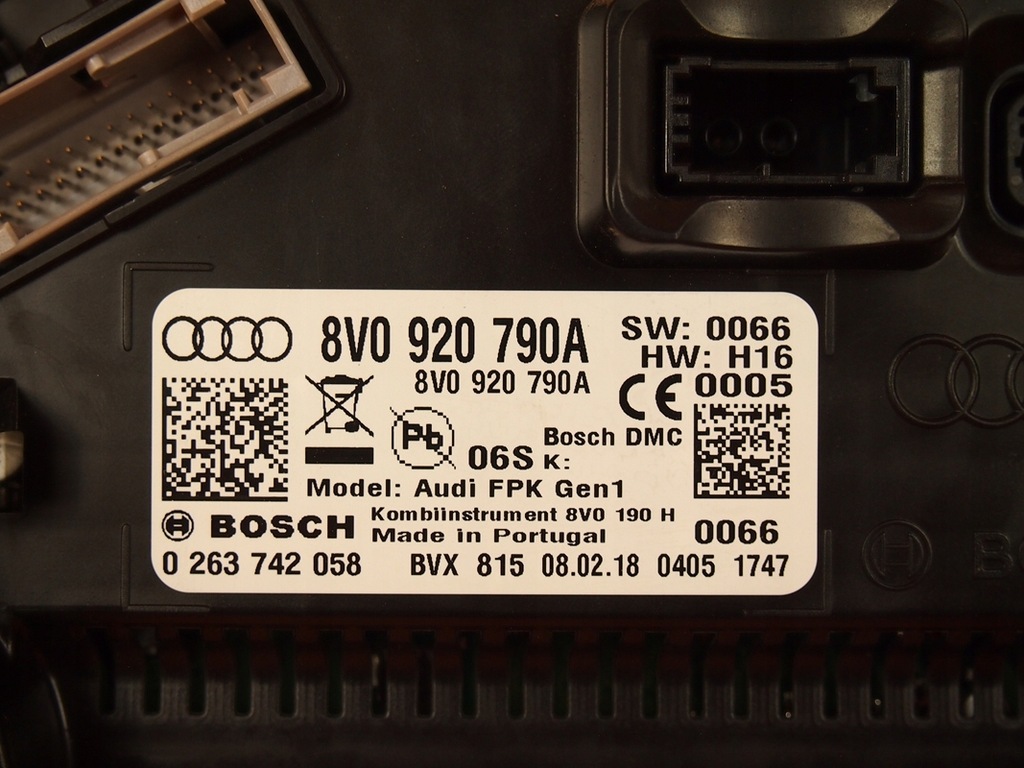 8V0 920 790A SW: 0066
HW: H16
8V0 920 790A CE 0005
Pb 06S Bosch DMC
K:
Model: Audi FPK Gen1
BOSCH Kombiinstrument 8V0 190 H
Made in Portugal 0066
0 263 742 058 BVX 815 08.02.18 0405 1747